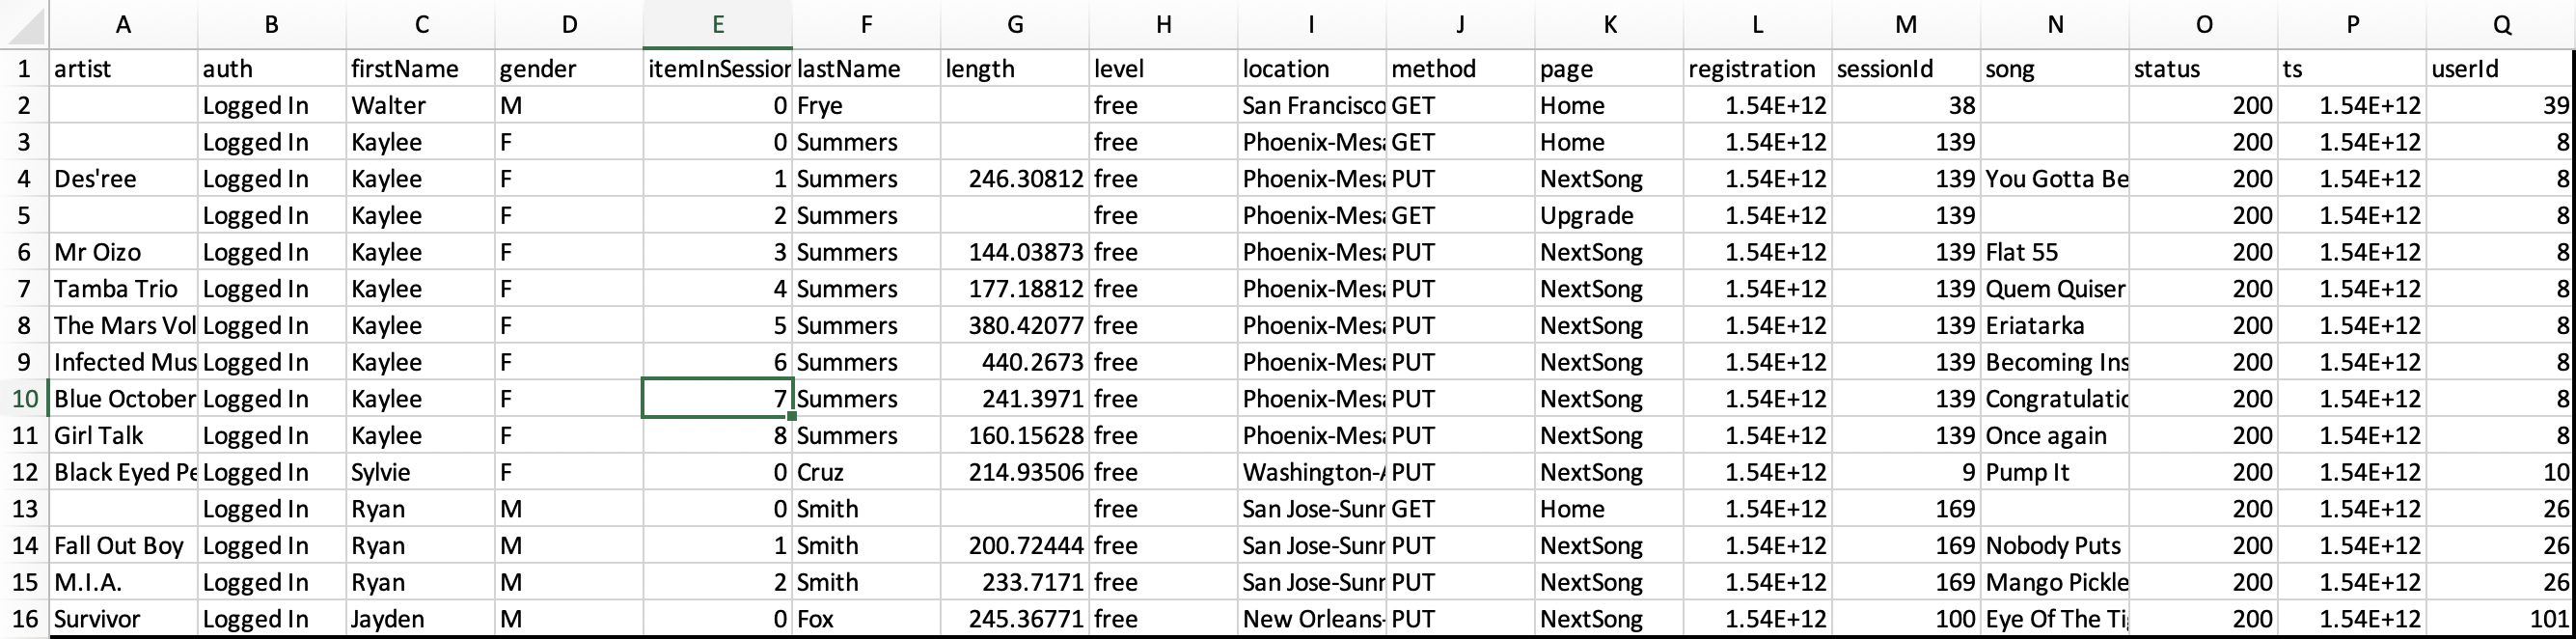 A B C D E F G H I J K L M N O P Q
1 artist auth firstName gender itemInSession lastName length level location method page registration sessionId song status ts userId
2 Logged In Walter M 0 Frye free San Francisco GET Home 1.54E+12 38 200 1.54E+12 39
3 Logged In Kaylee F 0 Summers free Phoenix-Mesa GET Home 1.54E+12 139 200 1.54E+12 8
4 Des'ree Logged In Kaylee F 1 Summers 246.30812 free Phoenix-Mesa PUT NextSong 1.54E+12 139 You Gotta Be 200 1.54E+12 8
5 Logged In Kaylee F 2 Summers free Phoenix-Mesa GET Upgrade 1.54E+12 139 200 1.54E+12 8
6 Mr Oizo Logged In Kaylee F 3 Summers 144.03873 free Phoenix-Mesa PUT NextSong 1.54E+12 139 Flat 55 200 1.54E+12 8
7 Tamba Trio Logged In Kaylee F 4 Summers 177.18812 free Phoenix-Mesa PUT NextSong 1.54E+12 139 Quem Quiser 200 1.54E+12 8
8 The Mars Vol Logged In Kaylee F 5 Summers 380.42077 free Phoenix-Mesa PUT NextSong 1.54E+12 139 Eriatarka 200 1.54E+12 8
9 Infected Mus Logged In Kaylee F 6 Summers 440.2673 free Phoenix-Mesa PUT NextSong 1.54E+12 139 Becoming Ins 200 1.54E+12 8
10 Blue October Logged In Kaylee F 7 Summers 241.3971 free Phoenix-Mesa PUT NextSong 1.54E+12 139 Congratulatic 200 1.54E+12 8
11 Girl Talk Logged In Kaylee F 8 Summers 160.15628 free Phoenix-Mesa PUT NextSong 1.54E+12 139 Once again 200 1.54E+12 8
12 Black Eyed Pe Logged In Sylvie F 0 Cruz 214.93506 free Washington-A PUT NextSong 1.54E+12 9 Pump It 200 1.54E+12 10
13 Logged In Ryan M 0 Smith free San Jose-Sunn GET Home 1.54E+12 169 200 1.54E+12 26
14 Fall Out Boy Logged In Ryan M 1 Smith 200.72444 free San Jose-Sunn PUT NextSong 1.54E+12 169 Nobody Puts 200 1.54E+12 26
15 M.I.A. Logged In Ryan M 2 Smith 233.7171 free San Jose-Sunn PUT NextSong 1.54E+12 169 Mango Pickle 200 1.54E+12 26
16 Survivor Logged In Jayden M 0 Fox 245.36771 free New Orleans- PUT NextSong 1.54E+12 100 Eye Of The Ti 200 1.54E+12 101